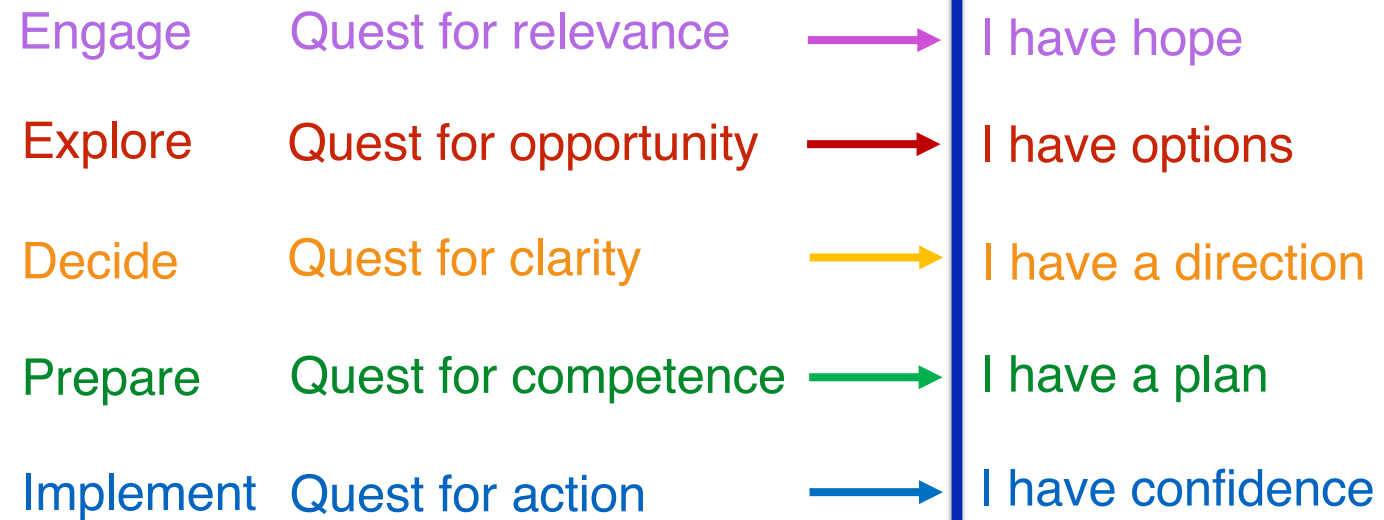 Engage Quest for relevance I have hope
Explore Quest for opportunity I have options
Decide Quest for clarity I have a direction
Prepare Quest for competence I have a plan
Implement Quest for action I have confidence